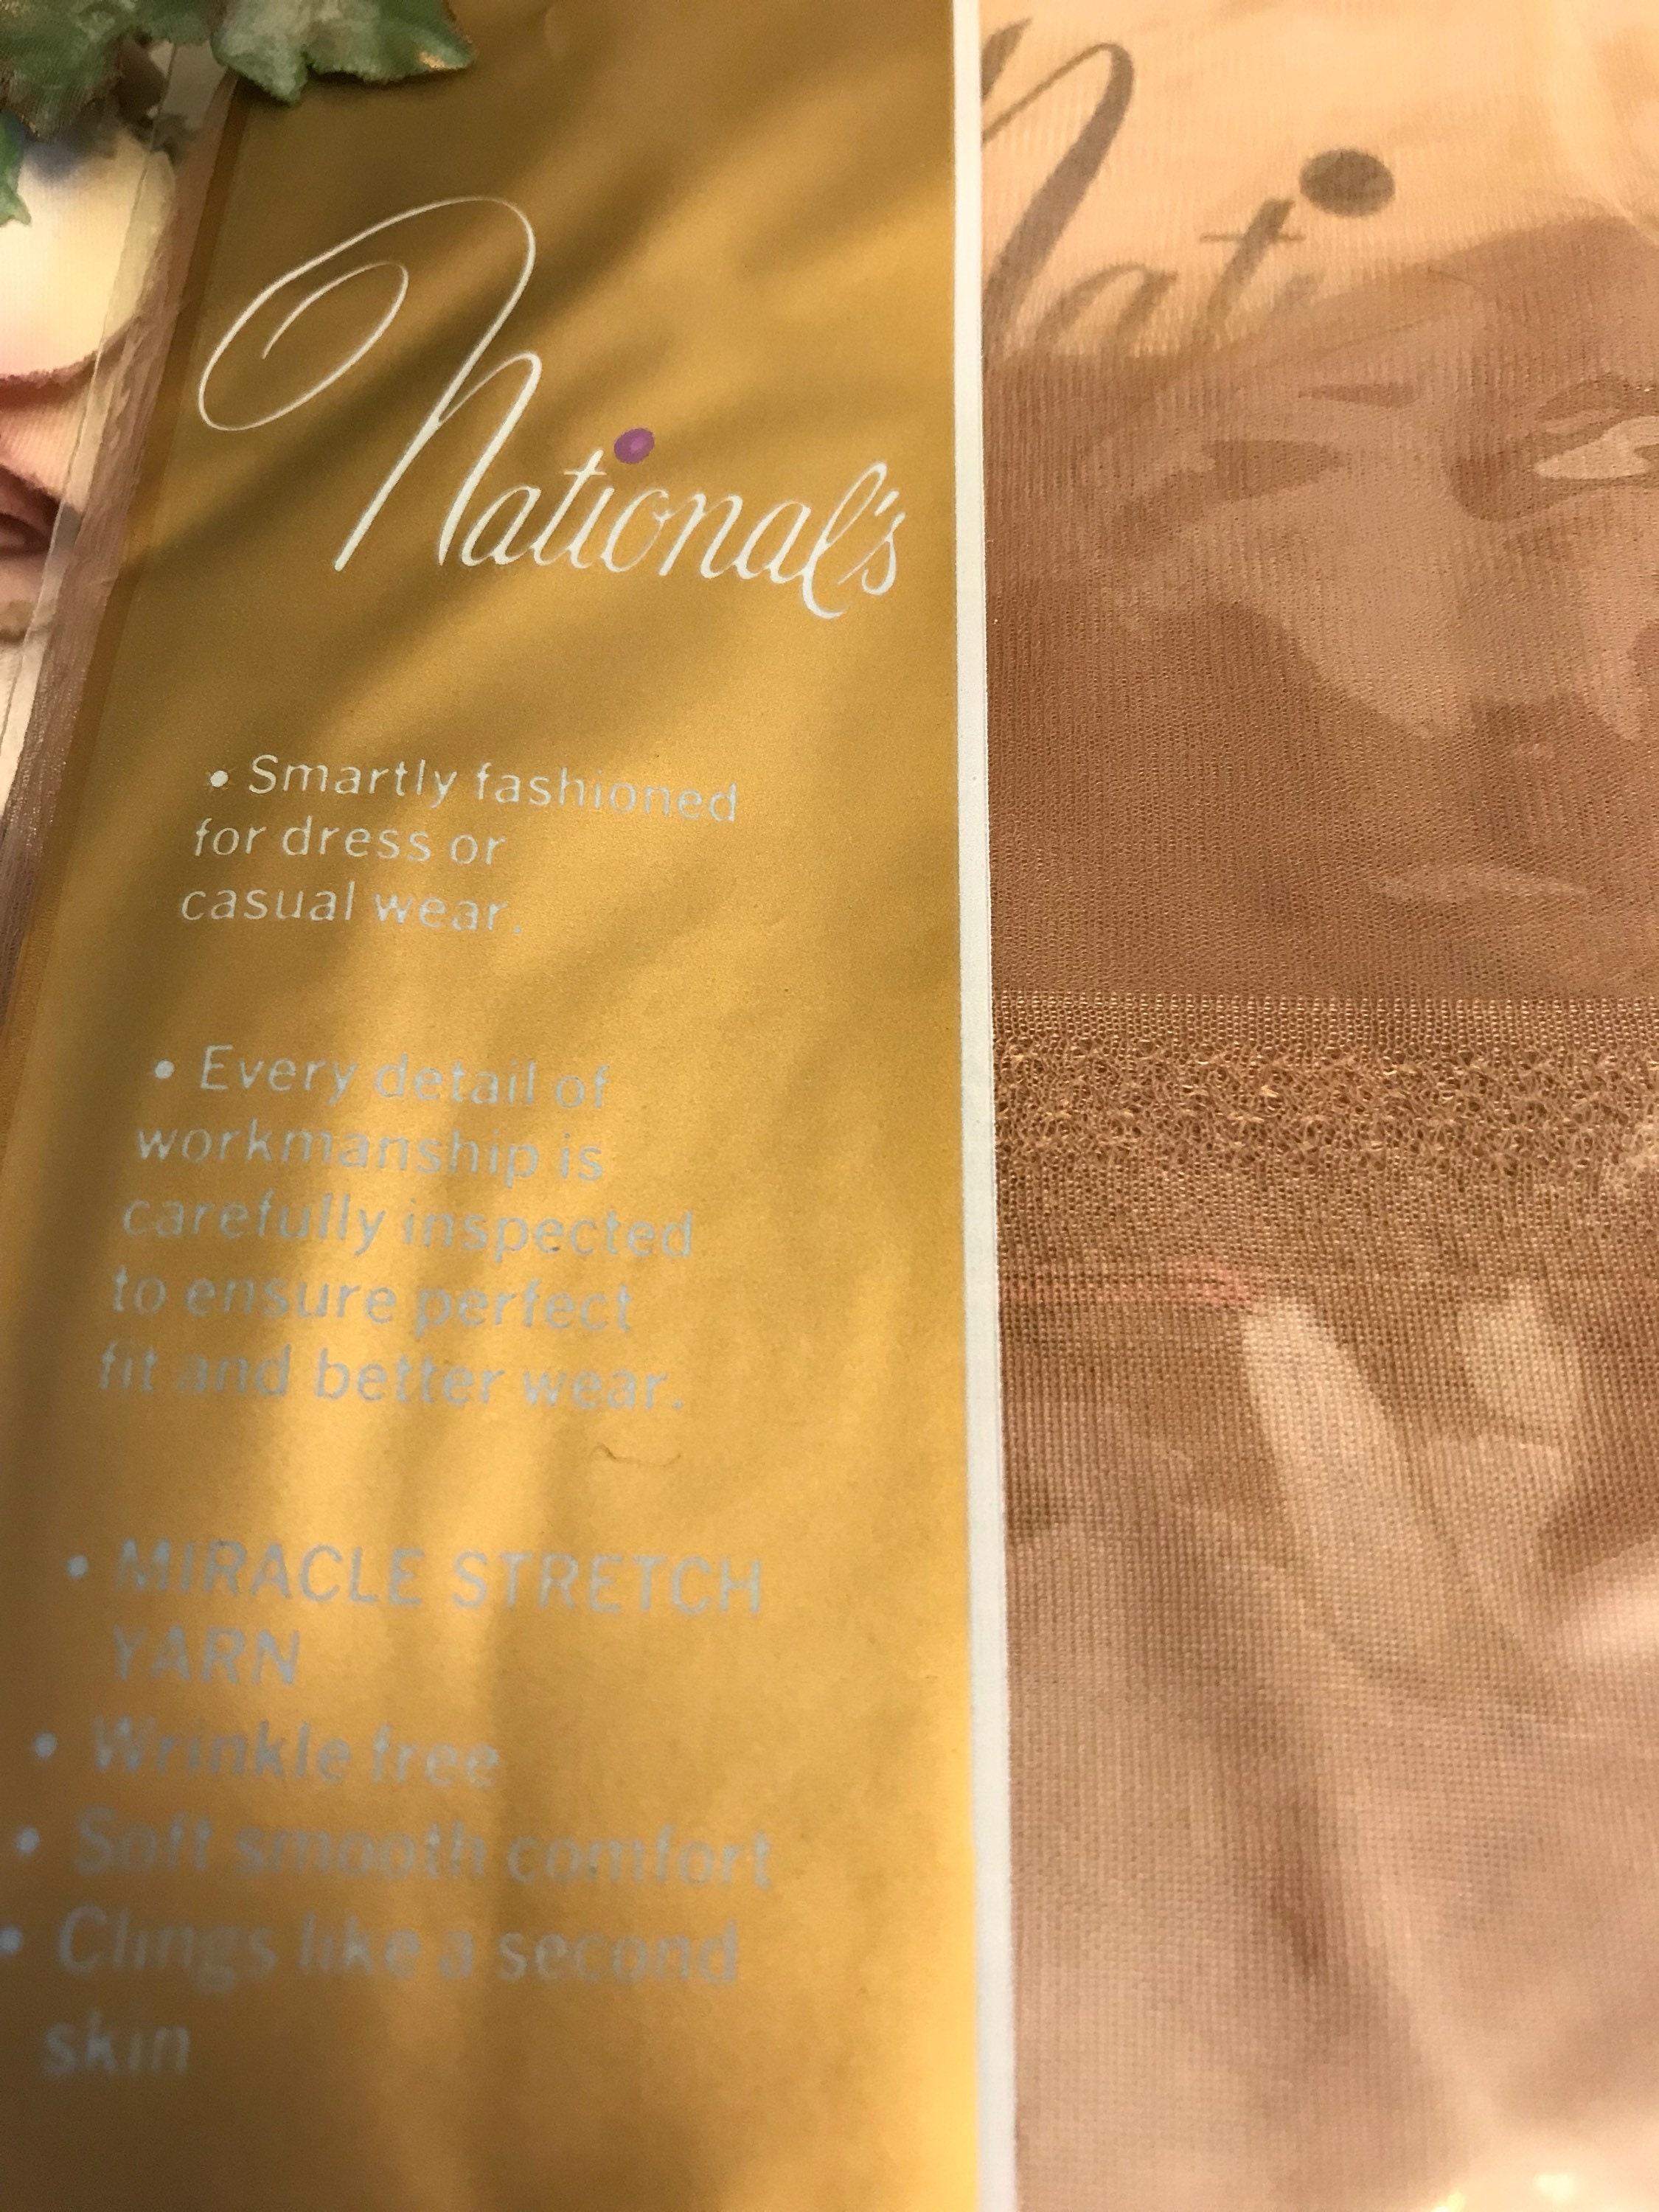 National's
• Smartly fashioned
for dress or
casual wear.
• Every detail of
workmanship is
carefully inspected
to ensure perfect
fit and better wear.
• MIRACLE STRETCH
YARN
• Wrinkle free
• Soft smooth comfort
• Clings like a second
skin
Nati